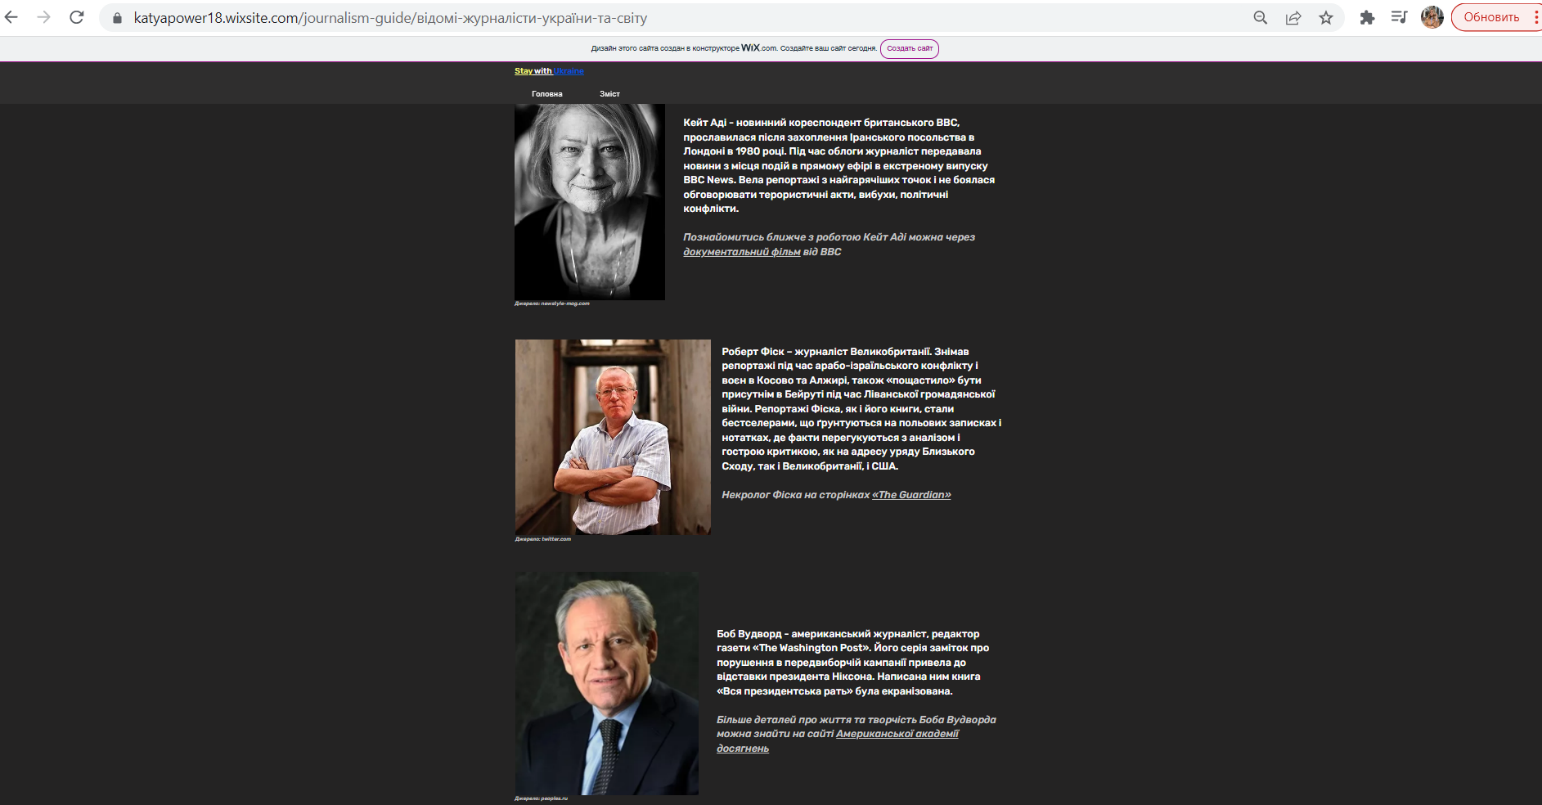 katyapower18.wixsite.com/journalism-guide/відомі-журналісти-україни-та-світу
Обновить
Дизайн этого сайта создан в конструкторе WiX.com. Создайте ваш сайт сегодня. Создать сайт
Stay with Ukraine
Головна Зміст
Кейт Аді - новинний кореспондент британського BBC,
прославилася після захоплення Іранського посольства в
Лондоні в 1980 році. Під час облоги журналіст передавала
новини з місця подій в прямому ефірі в екстреному випуску
BBC News. Вела репортажі з найгарячіших точок і не боялася
обговорювати терористичні акти, вибухи, політичні
конфлікти.
Познайомитись ближче з роботою Кейт Аді можна через
документальний фільм від BBC
Джерело: newstyle-mag.com
Роберт Фіск – журналіст Великобританії. Знімав
репортажі під час арабо-ізраїльського конфлікту і
воєн в Косово та Алжирі, також «пощастило» бути
присутнім в Бейруті під час Ліванської громадянської
війни. Репортажі Фіска, як і його книги, стали
бестселерами, що ґрунтуються на польових записках і
нотатках, де факти перегукуються з аналізом і
гострою критикою, як на адресу уряду Близького
Сходу, так і Великобританії, і США.
Некролог Фіска на сторінках «The Guardian»
Джерело: twitter.com
Боб Вудворд - американський журналіст, редактор
газети «The Washington Post». Його серія заміток про
порушення в передвиборчій кампанії привела до
відставки президента Ніксона. Написана ним книга
«Вся президентська рать» була екранізована.
Більше деталей про життя та творчість Боба Вудворда
можна знайти на сайті Американської академії
досягнень
Джерело: peoples.ru